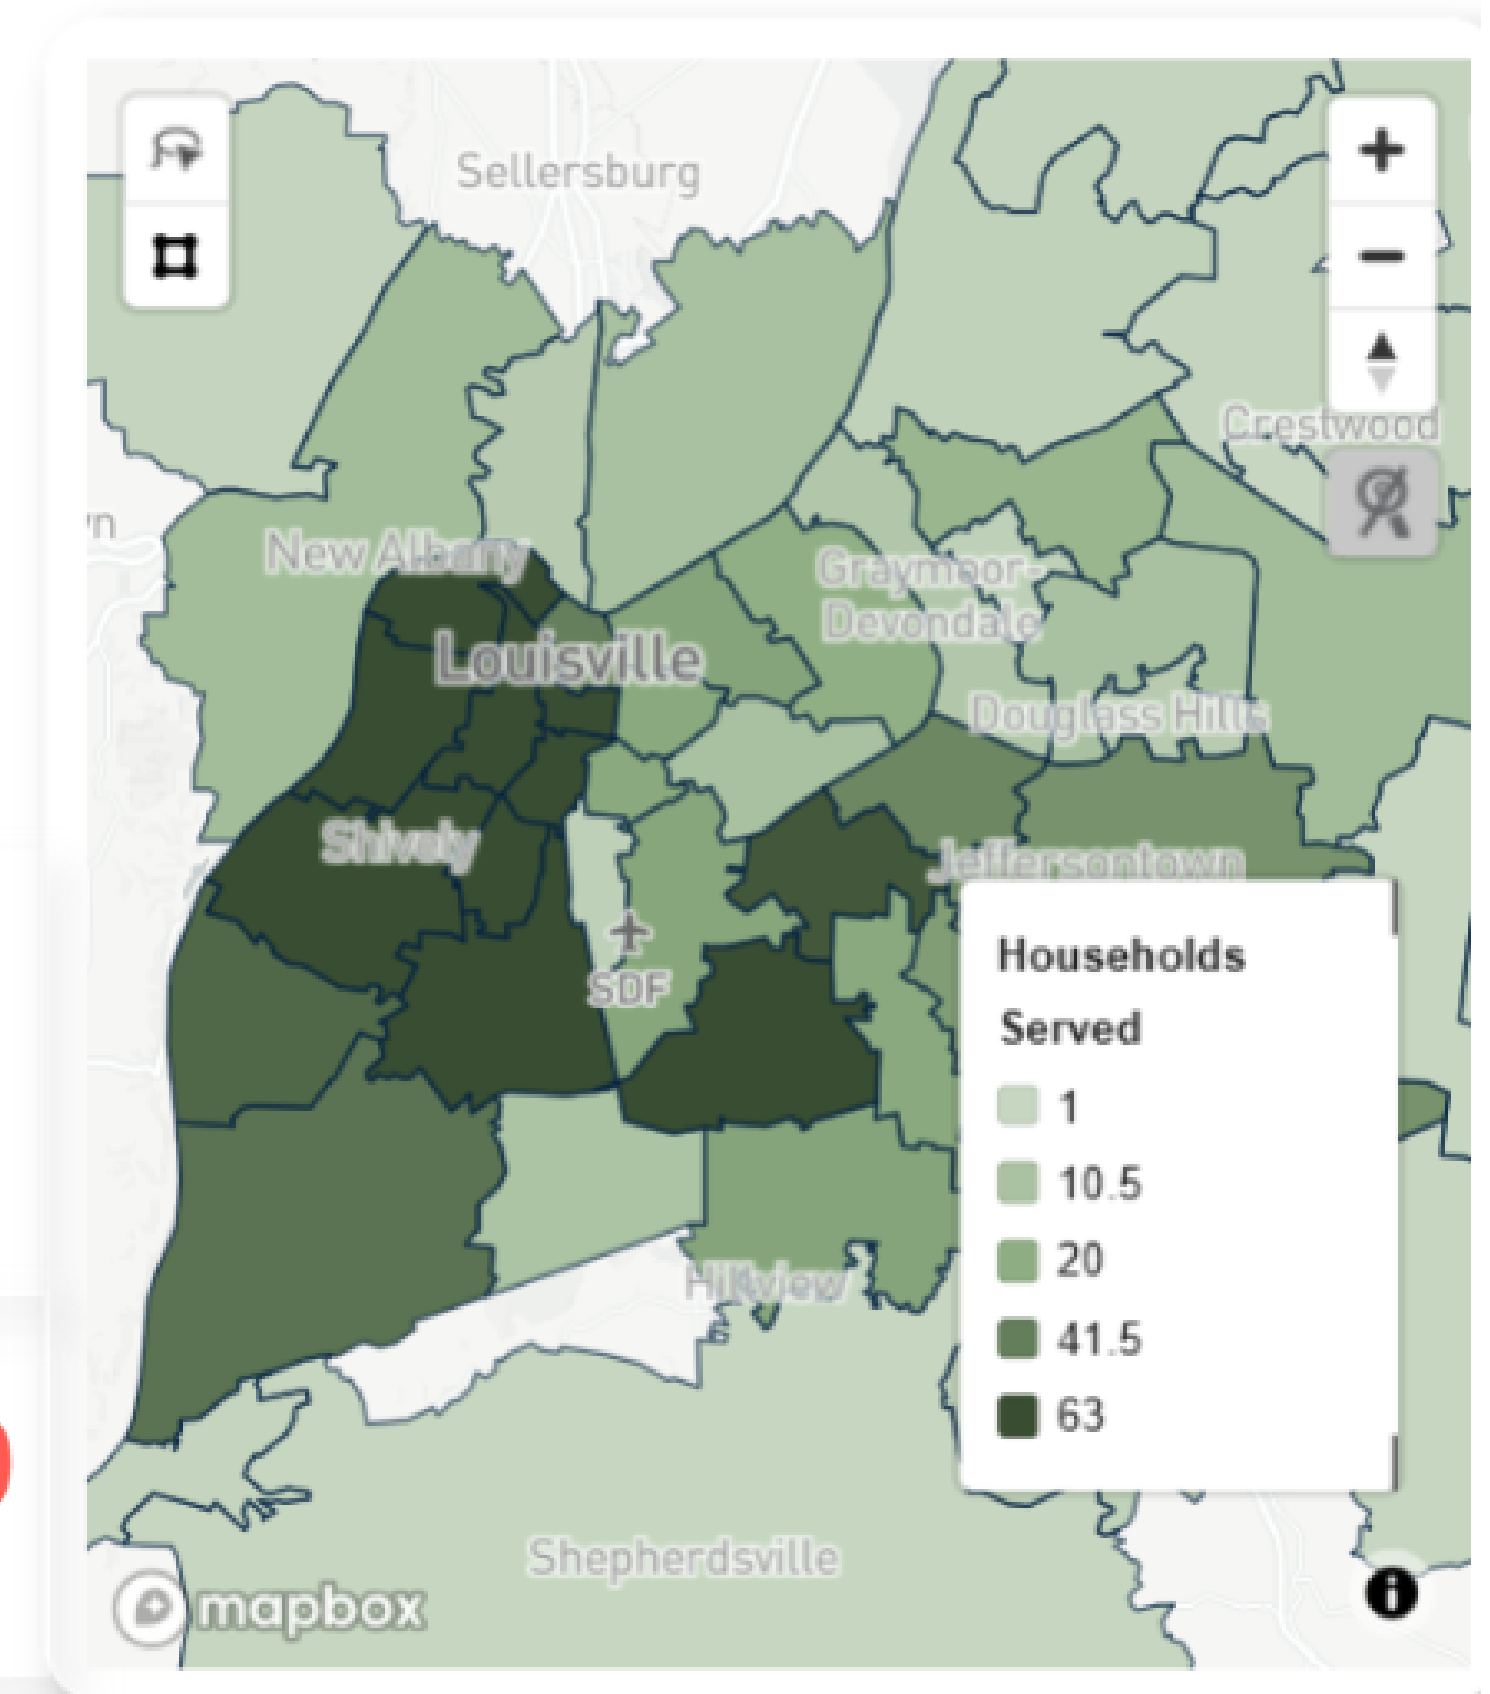 Sellersburg
Crestwood
New Albany
Graymoor-
Devondale
Louisville
Douglass Hills
Shively
Jeffersontown
SDF
Households
Served
1
10.5
20
41.5
63
Hillview
Shepherdsville
mapbox